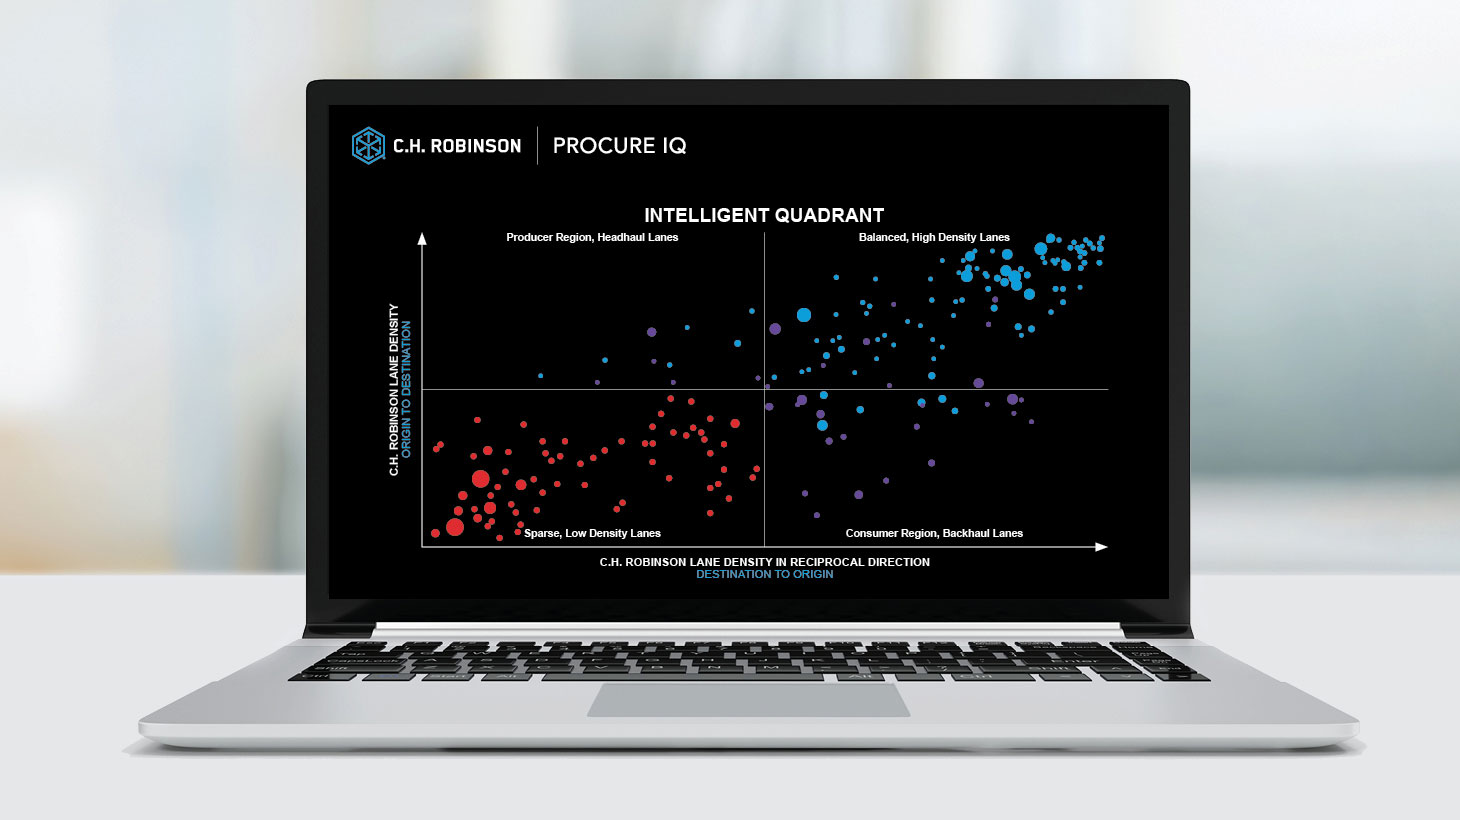 C.H. ROBINSON | PROCURE IQ
INTELLIGENT QUADRANT
Producer Region, Headhaul Lanes
Balanced, High Density Lanes
C.H. ROBINSON LANE DENSITY
ORIGIN TO DESTINATION
Sparse, Low Density Lanes
Consumer Region, Backhaul Lanes
C.H. ROBINSON LANE DENSITY IN RECIPROCAL DIRECTION
DESTINATION TO ORIGIN